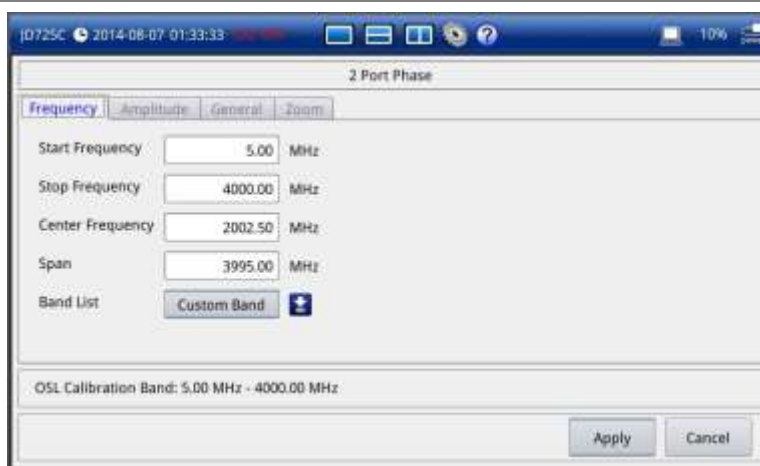 JD725C 2014-08-07 01:33:33 10%
2 Port Phase
Frequency Amplitude General Zoom
Start Frequency 5.00 MHz
Stop Frequency 4000.00 MHz
Center Frequency 2002.50 MHz
Span 3995.00 MHz
Band List Custom Band
OSL Calibration Band: 5.00 MHz - 4000.00 MHz
Apply Cancel